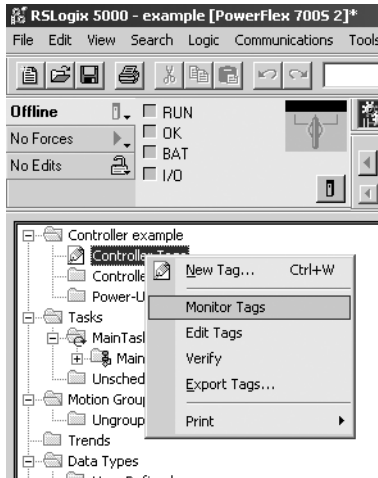 RSLogix 5000 - example [PowerFlex 700S 2]*
File Edit View Search Logic Communications Tools
Offline RUN
No Forces OK
No Edits BAT
I/O
Controller example
Controller Tags
Controlle New Tag... Ctrl+W
Power-U
Monitor Tags
Tasks
MainTas Edit Tags
Main Verify
Unsched Export Tags...
Motion Group
Ungroup Print
Trends
Data Types